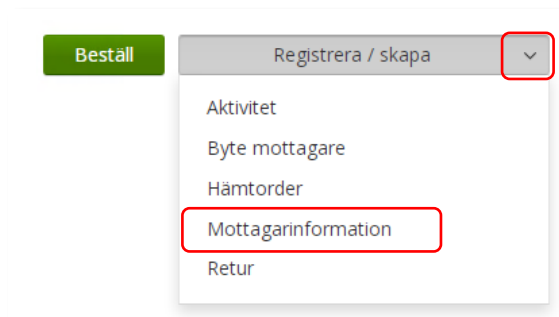 Beställ Registrera / skapa
Aktivitet
Byte mottagare
Hämtorder
Mottagarinformation
Retur